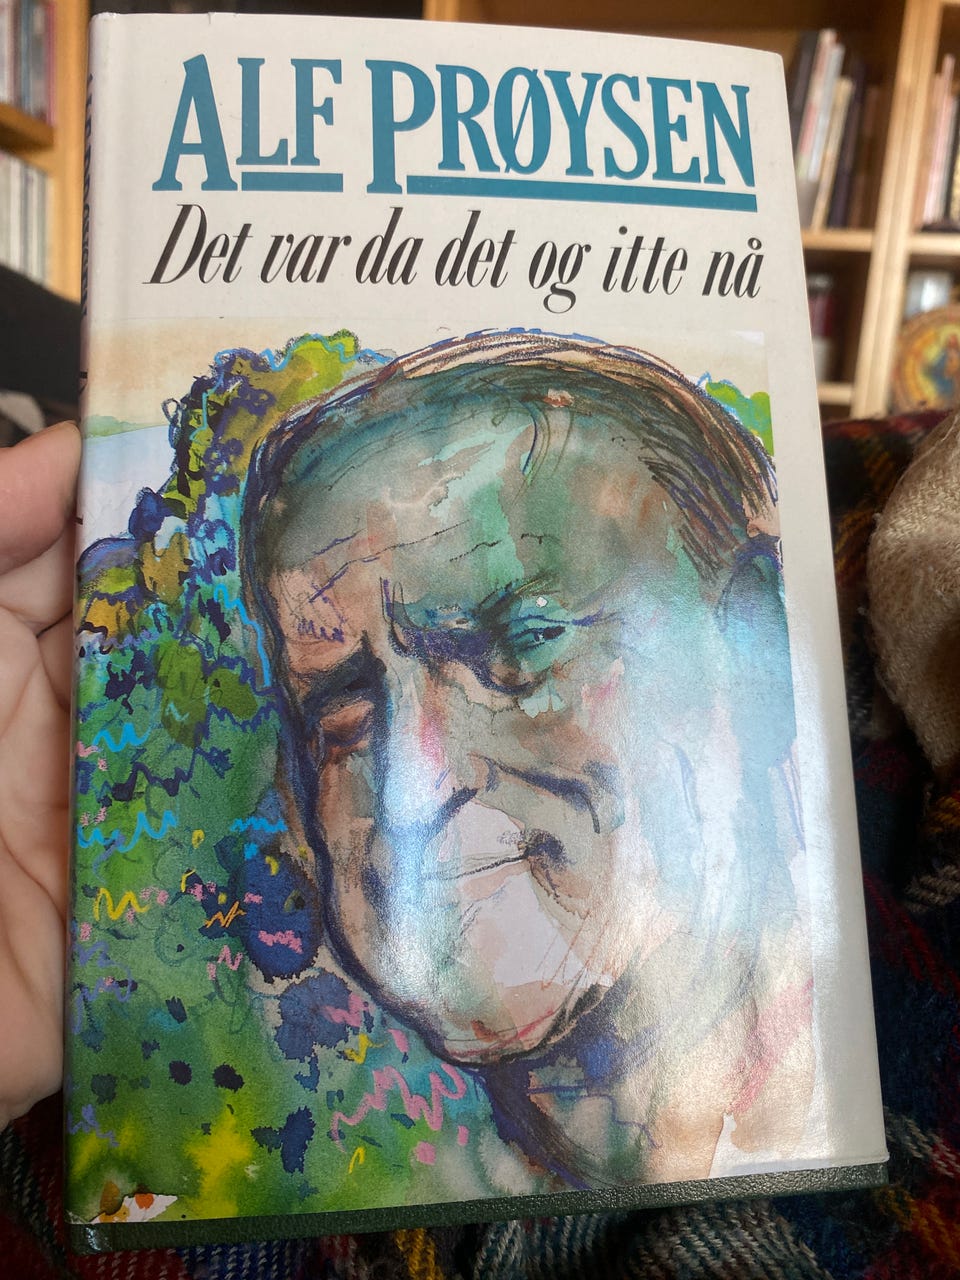 ALF PRØYSEN
Det var da det og itte nå